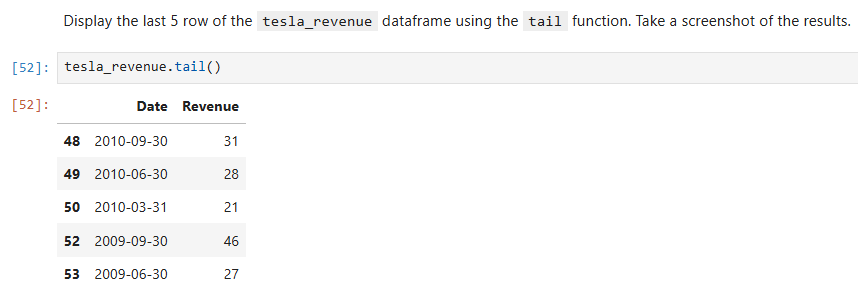 Display the last 5 row of the tesla_revenue dataframe using the tail function. Take a screenshot of the results.
[52]: tesla_revenue.tail()
[52]: Date Revenue
48 2010-09-30 31
49 2010-06-30 28
50 2010-03-31 21
52 2009-09-30 46
53 2009-06-30 27